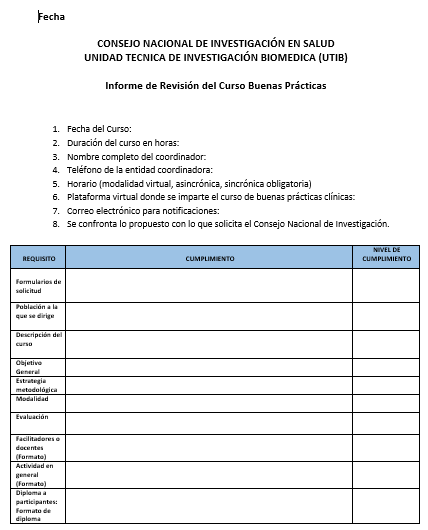 Fecha
CONSEJO NACIONAL DE INVESTIGACIÓN EN SALUD
UNIDAD TECNICA DE INVESTIGACIÓN BIOMEDICA (UTIB)
Informe de Revisión del Curso Buenas Prácticas
1. Fecha del Curso:
2. Duración del curso en horas:
3. Nombre completo del coordinador:
4. Teléfono de la entidad coordinadora:
5. Horario (modalidad virtual, asincrónica, sincrónica obligatoria)
6. Plataforma virtual donde se imparte el curso de buenas prácticas clínicas:
7. Correo electrónico para notificaciones:
8. Se confronta lo propuesto con lo que solicita el Consejo Nacional de Investigación.
REQUISITO CUMPLIMIENTO NIVEL DE
CUMPLIMIENTO
Formularios de
solicitud
Población a la
que se dirige
Descripción del
curso
Objetivo
General
Estrategia
metodológica
Modalidad
Evaluación
Facilitadores o
docentes
(Formato)
Actividad en
general
(Formato)
Diploma a
participantes:
Formato de
diploma